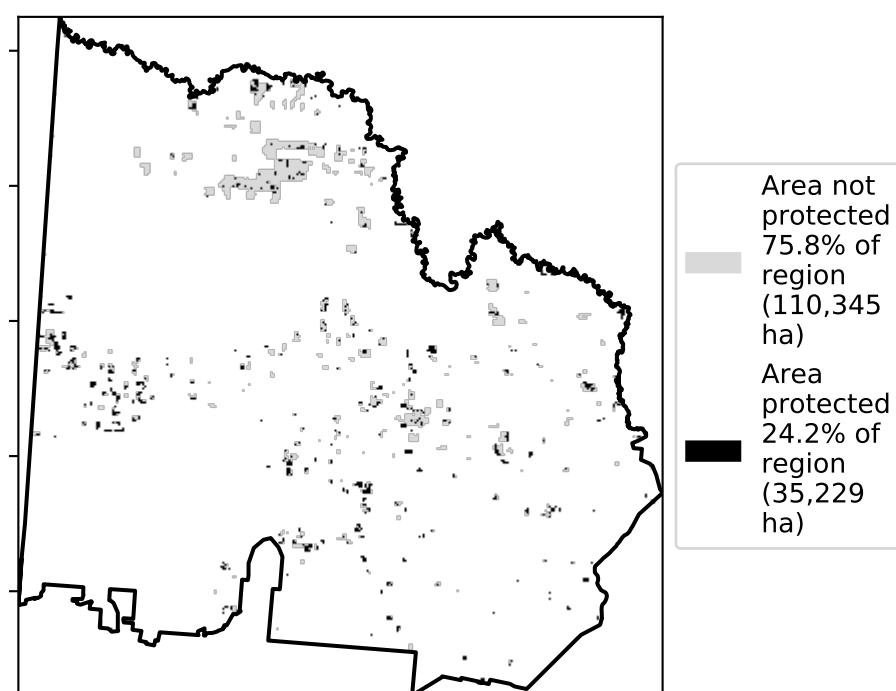 Area not
protected
75.8% of
region
(110,345
ha)
Area
protected
24.2% of
region
(35,229
ha)